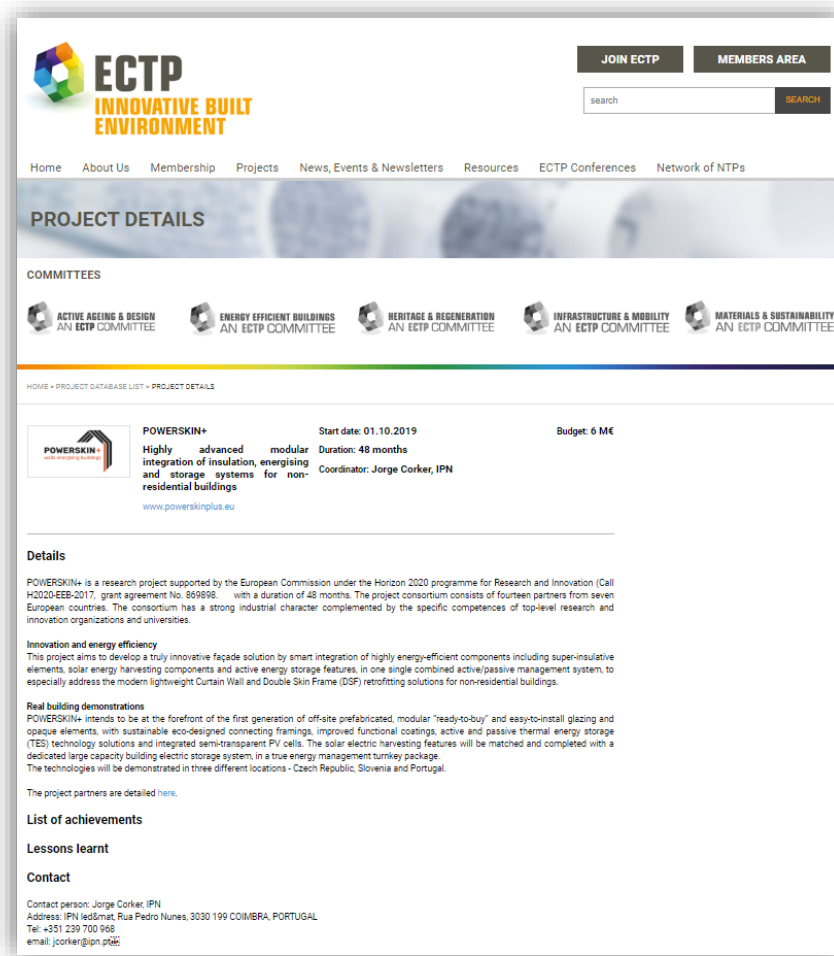 ECTP
INNOVATIVE BUILT
ENVIRONMENT
JOIN ECTP
MEMBERS AREA
search
SEARCH
Home About Us Membership Projects News, Events & Newsletters Resources ECTP Conferences Network of NTPs
PROJECT DETAILS
COMMITTEES
ACTIVE AGEING & DESIGN
AN ECTP COMMITTEE
ENERGY EFFICIENT BUILDINGS
AN ECTP COMMITTEE
HERITAGE & REGENERATION
AN ECTP COMMITTEE
INFRASTRUCTURE & MOBILITY
AN ECTP COMMITTEE
MATERIALS & SUSTAINABILITY
AN ECTP COMMITTEE
HOME » PROJECT DATABASE LIST » PROJECT DETAILS
POWERSKIN+
POWERSKIN+
Highly advanced modular
integration of insulation, energising
and storage systems for non-
residential buildings
www.powerskinplus.eu
Start date: 01.10.2019
Duration: 48 months
Coordinator: Jorge Corker, IPN
Budget: 6 M€
Details
POWERSKIN+ is a research project supported by the European Commission under the Horizon 2020 programme for Research and Innovation (Call
H2020-EEB-2017, grant agreement No. 869898. with a duration of 48 months. The project consortium consists of fourteen partners from seven
European countries. The consortium has a strong industrial character complemented by the specific competences of top-level research and
innovation organizations and universities.
Innovation and energy efficiency
This project aims to develop a truly innovative façade solution by smart integration of highly energy-efficient components including super-insulative
elements, solar energy harvesting components and active energy storage features, in one single combined active/passive management system, to
especially address the modern lightweight Curtain Wall and Double Skin Frame (DSF) retrofitting solutions for non-residential buildings.
Real building demonstrations
POWERSKIN+ intends to be at the forefront of the first generation of off-site prefabricated, modular "ready-to-buy" and easy-to-install glazing and
opaque elements, with sustainable eco-designed connecting framings, improved functional coatings, active and passive thermal energy storage
(TES) technology solutions and integrated semi-transparent PV cells. The solar electric harvesting features will be matched and completed with a
dedicated large capacity building electric storage system, in a true energy management turnkey package.
The technologies will be demonstrated in three different locations - Czech Republic, Slovenia and Portugal.
The project partners are detailed here.
List of achievements
Lessons learnt
Contact
Contact person: Jorge Corker, IPN
Address: IPN led&mat, Rua Pedro Nunes, 3030 199 COIMBRA, PORTUGAL
Tel: +351 239 700 968
email: jcorker@ipn.pt